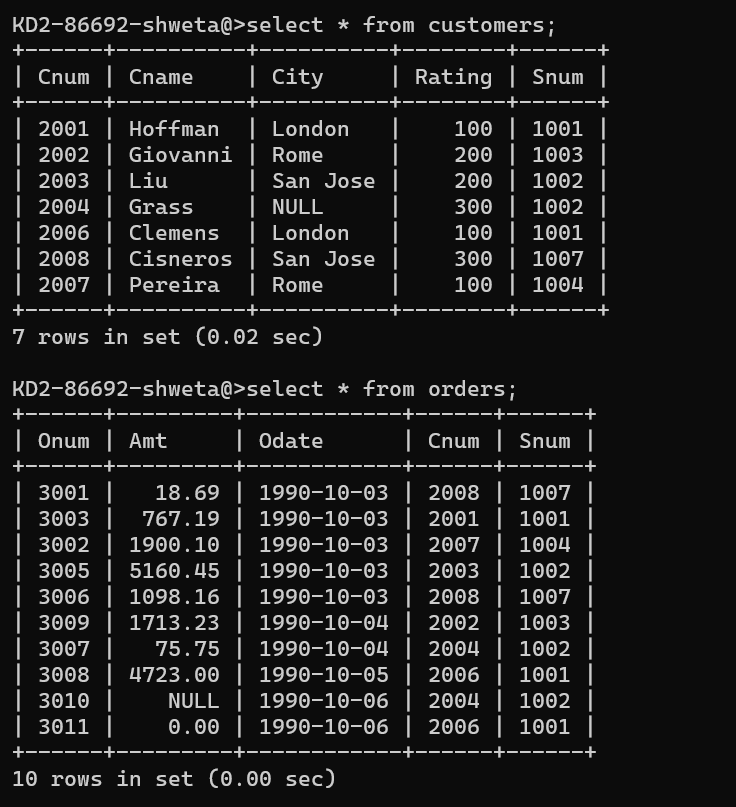 KD2-86692-shweta@>select * from customers;
+------+----------+----------+--------+------+
| Cnum | Cname    | City     | Rating | Snum |
+------+----------+----------+--------+------+
| 2001 | Hoffman  | London   |    100 | 1001 |
| 2002 | Giovanni | Rome     |    200 | 1003 |
| 2003 | Liu      | San Jose |    200 | 1002 |
| 2004 | Grass    | NULL     |    300 | 1002 |
| 2006 | Clemens  | London   |    100 | 1001 |
| 2008 | Cisneros | San Jose |    300 | 1007 |
| 2007 | Pereira  | Rome     |    100 | 1004 |
+------+----------+----------+--------+------+
7 rows in set (0.02 sec)

KD2-86692-shweta@>select * from orders;
+------+---------+------------+------+------+
| Onum | Amt     | Odate      | Cnum | Snum |
+------+---------+------------+------+------+
| 3001 |   18.69 | 1990-10-03 | 2008 | 1007 |
| 3003 |  767.19 | 1990-10-03 | 2001 | 1001 |
| 3002 | 1900.10 | 1990-10-03 | 2007 | 1004 |
| 3005 | 5160.45 | 1990-10-03 | 2003 | 1002 |
| 3006 | 1098.16 | 1990-10-03 | 2008 | 1007 |
| 3009 | 1713.23 | 1990-10-04 | 2002 | 1003 |
| 3007 |   75.75 | 1990-10-04 | 2004 | 1002 |
| 3008 | 4723.00 | 1990-10-05 | 2006 | 1001 |
| 3010 |    NULL | 1990-10-06 | 2004 | 1002 |
| 3011 |    0.00 | 1990-10-06 | 2006 | 1001 |
+------+---------+------------+------+------+
10 rows in set (0.00 sec)